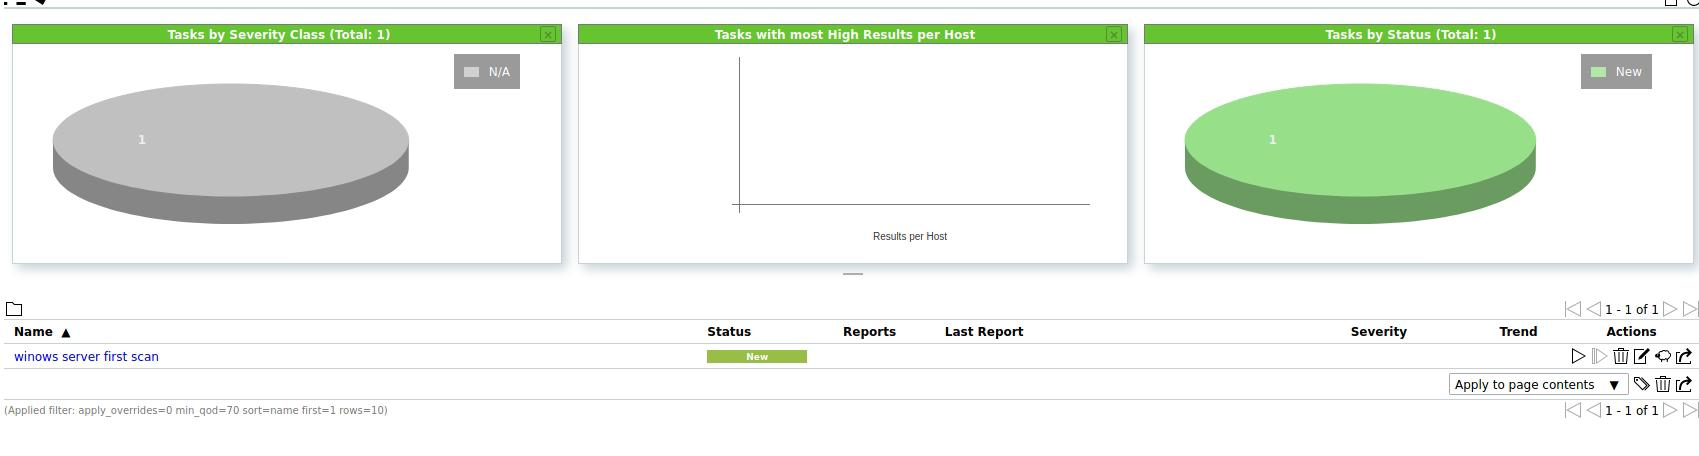 Tasks by Severity Class (Total: 1)
N/A
1
Tasks with most High Results per Host
Results per Host
Tasks by Status (Total: 1)
New
1
1 - 1 of 1
Name ▲ Status Reports Last Report Severity Trend Actions
winows server first scan New
Apply to page contents ▼
(Applied filter: apply_overrides=0 min_qod=70 sort=name first=1 rows=10) 1 - 1 of 1